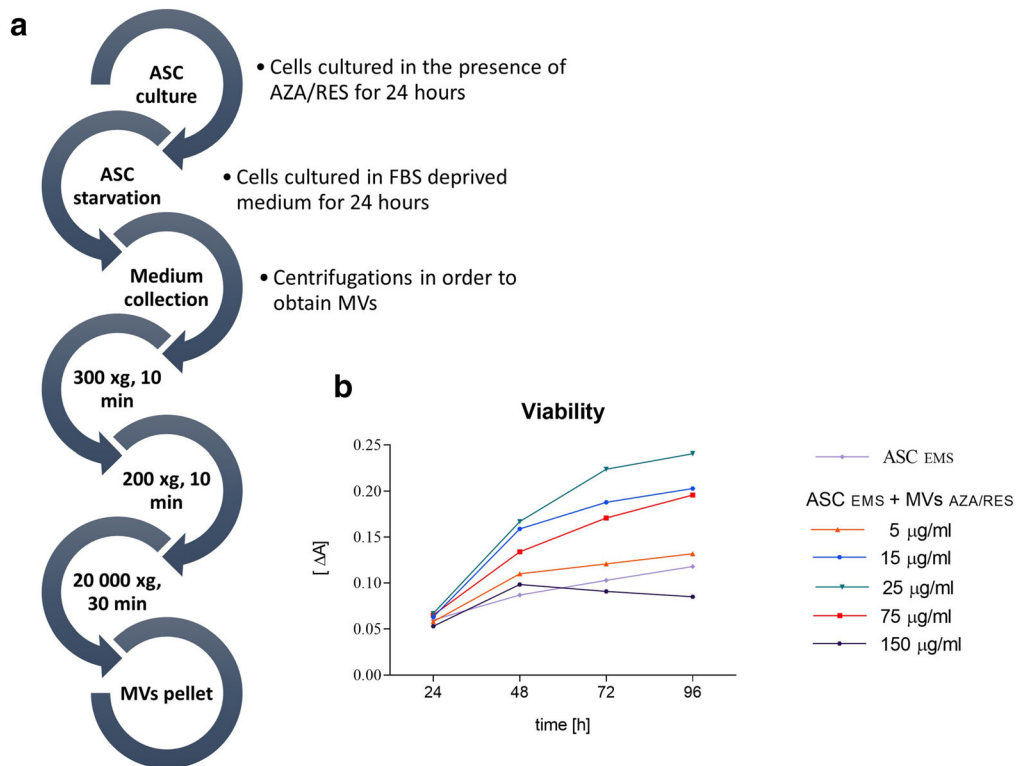 a
ASC
culture
• Cells cultured in the presence of
AZA/RES for 24 hours
ASC
starvation
• Cells cultured in FBS deprived
medium for 24 hours
Medium
collection
• Centrifugations in order to
obtain MVs
300 xg, 10
min
200 xg, 10
min
20 000 xg,
30 min
MVs pellet
b
Viability
[ ΔA]
0.25
0.20
0.15
0.10
0.05
0.00
24 48 72 96
time [h]
ASC EMS
ASC EMS + MVs AZA/RES
5 µg/ml
15 µg/ml
25 µg/ml
75 µg/ml
150 µg/ml